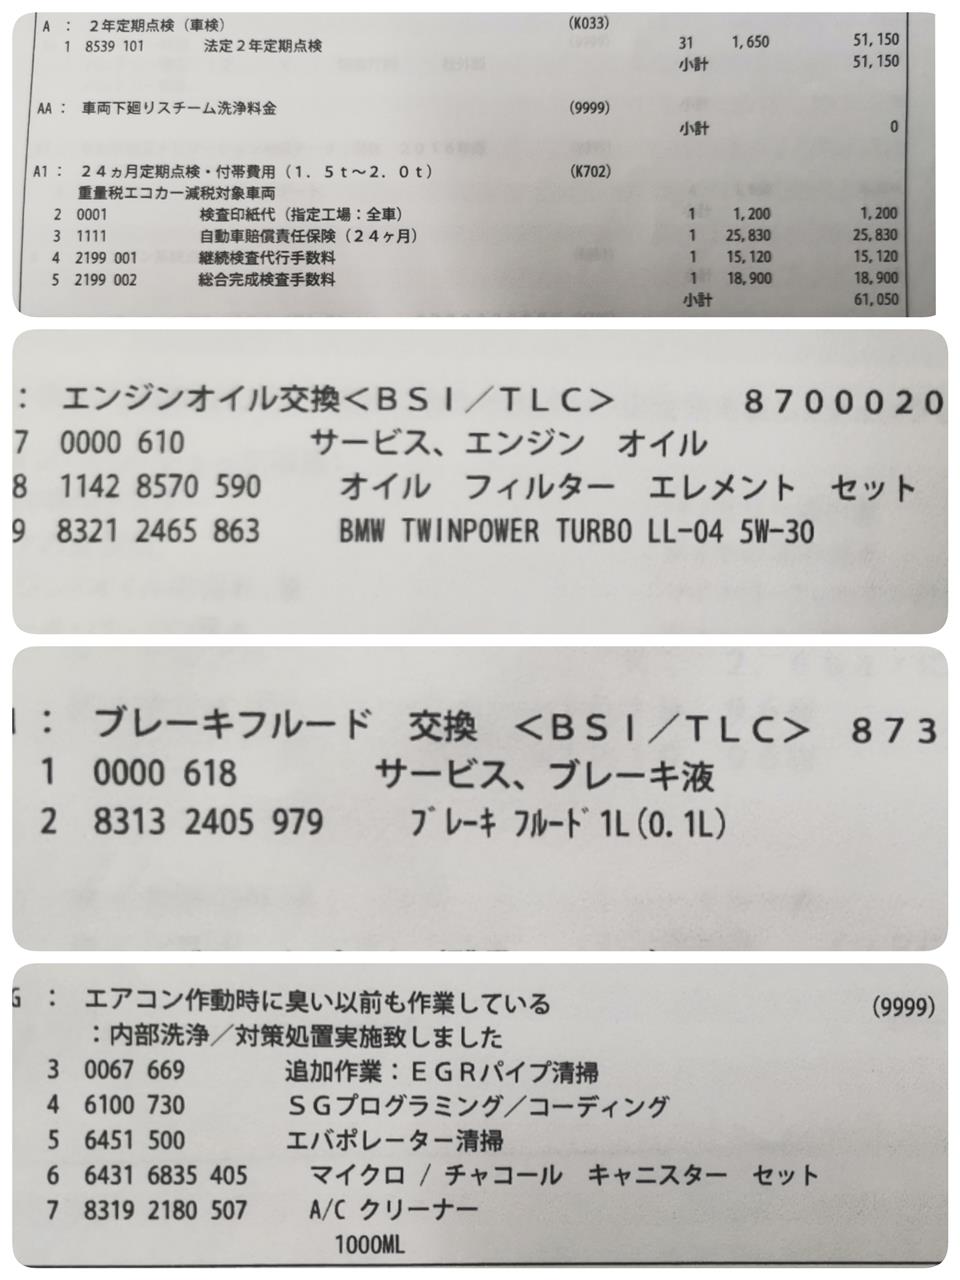 A ： ２年定期点検（車検） (K033)
1 8539 101 法定２年定期点検 31 1,650 51,150
小計 51,150
AA ： 車両下廻りスチーム洗浄料金 (9999)
小計 0
A1： ２４ヵ月定期点検・付帯費用（１．５ｔ～２．０ｔ） (K702)
重量税エコカー減税対象車両
2 0001 検査印紙代（指定工場：全車） 1 1,200 1,200
3 1111 自動車賠償責任保険（２４ヶ月） 1 25,830 25,830
4 2199 001 継続検査代行手数料 1 15,120 15,120
5 2199 002 総合完成検査手数料 1 18,900 18,900
小計 61,050
： エンジンオイル交換＜ＢＳＩ／ＴＬＣ＞ ８７０００２０
7 0000 610 サービス、エンジン オイル
8 1142 8570 590 オイル フィルター エレメント セット
9 8321 2465 863 BMW TWINPOWER TURBO LL-04 5W-30
： ブレーキフルード 交換 ＜ＢＳＩ／ＴＬＣ＞ ８７３
1 0000 618 サービス、ブレーキ液
2 8313 2405 979 ﾌﾞﾚｰｷ ﾌﾙｰﾄﾞ 1L(0.1L)
G ： エアコン作動時に臭い以前も作業している (9999)
：内部洗浄／対策処置実施致しました
3 0067 669 追加作業：ＥＧＲパイプ清掃
4 6100 730 ＳＧプログラミング／コーディング
5 6451 500 エバポレーター清掃
6 6431 6835 405 マイクロ / チャコール キャニスター セット
7 8319 2180 507 A/C クリーナー
1000ML